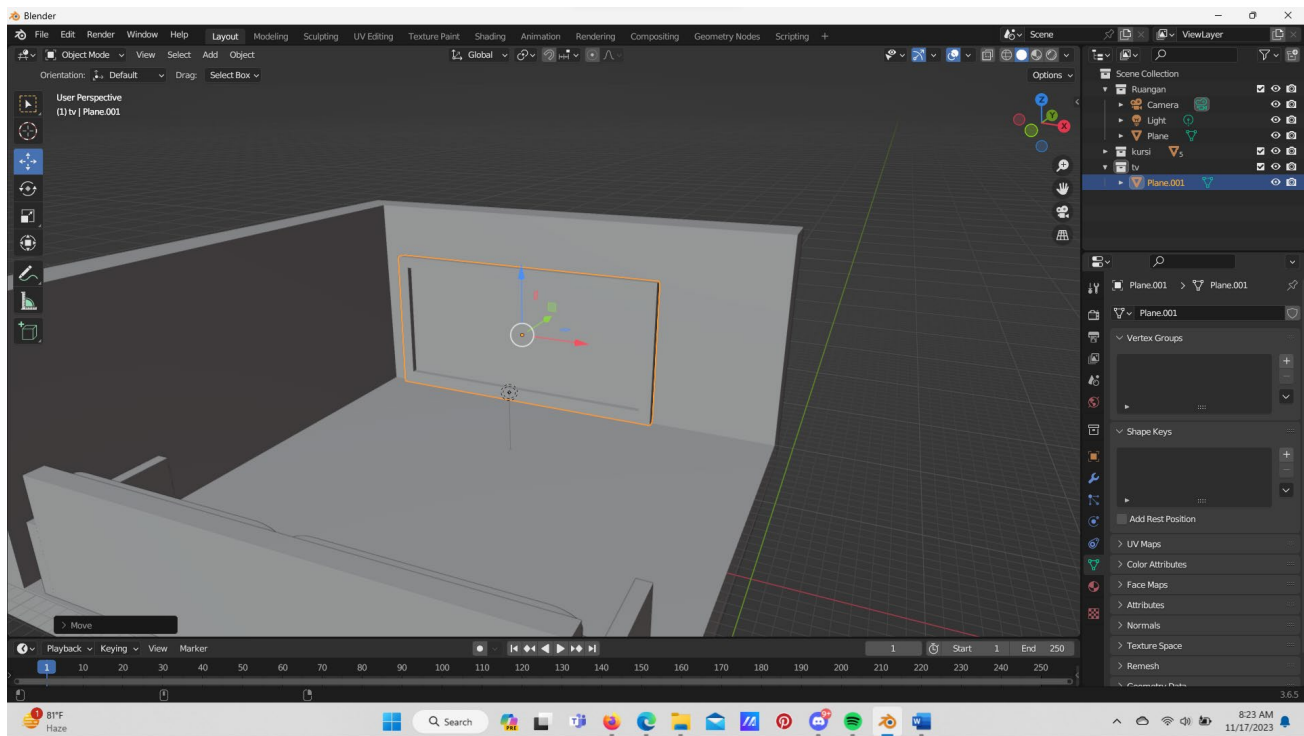 Blender
File Edit Render Window Help Layout Modeling Sculpting UV Editing Texture Paint Shading Animation Rendering Compositing Geometry Nodes Scripting + Scene ViewLayer
Object Mode View Select Add Object Global
Orientation: Default Drag: Select Box Options
User Perspective
(1) tv | Plane.001
Z
Y
X
Scene Collection
Ruangan
Camera
Light
Plane
kursi 5
tv
Plane.001
Plane.001 > Plane.001
Plane.001
Vertex Groups
Shape Keys
Add Rest Position
UV Maps
Color Attributes
Face Maps
Attributes
Normals
Texture Space
Remesh
Geometry Data
> Move
Playback Keying View Marker 1 Start 1 End 250
1 10 20 30 40 50 60 70 80 90 100 110 120 130 140 150 160 170 180 190 200 210 220 230 240 250
3.6.5
1
81°F
Haze
Search
PRE
9+
W
8:23 AM
11/17/2023